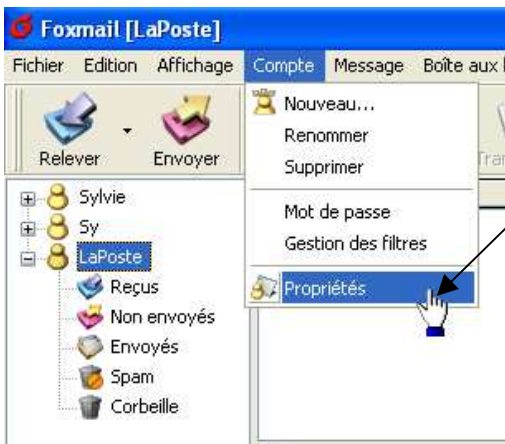 Foxmail [LaPoste]
Fichier Edition Affichage Compte Message Boîte aux
Relever Envoyer
Nouveau...
Renommer
Supprimer
Mot de passe
Gestion des filtres
Propriétés
Sylvie
Sy
LaPoste
Reçus
Non envoyés
Envoyés
Spam
Corbeille